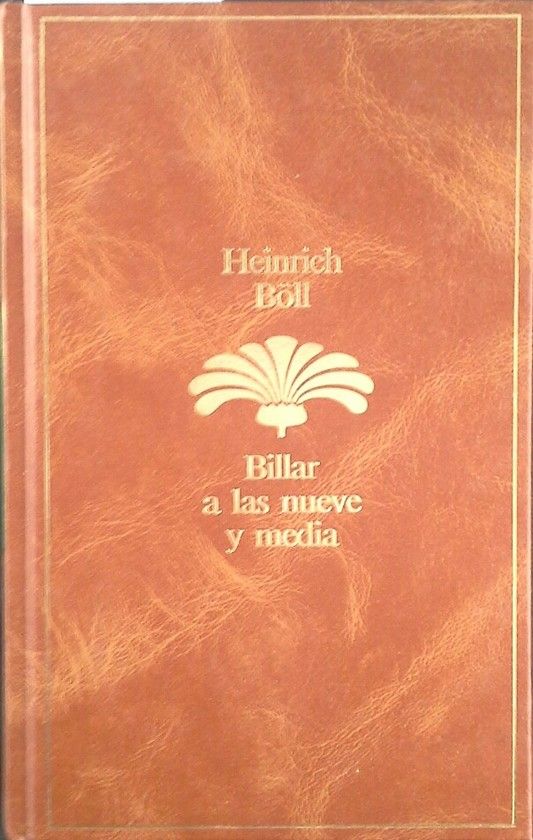 Heinrich
Böll
Billar
a las nueve
y media